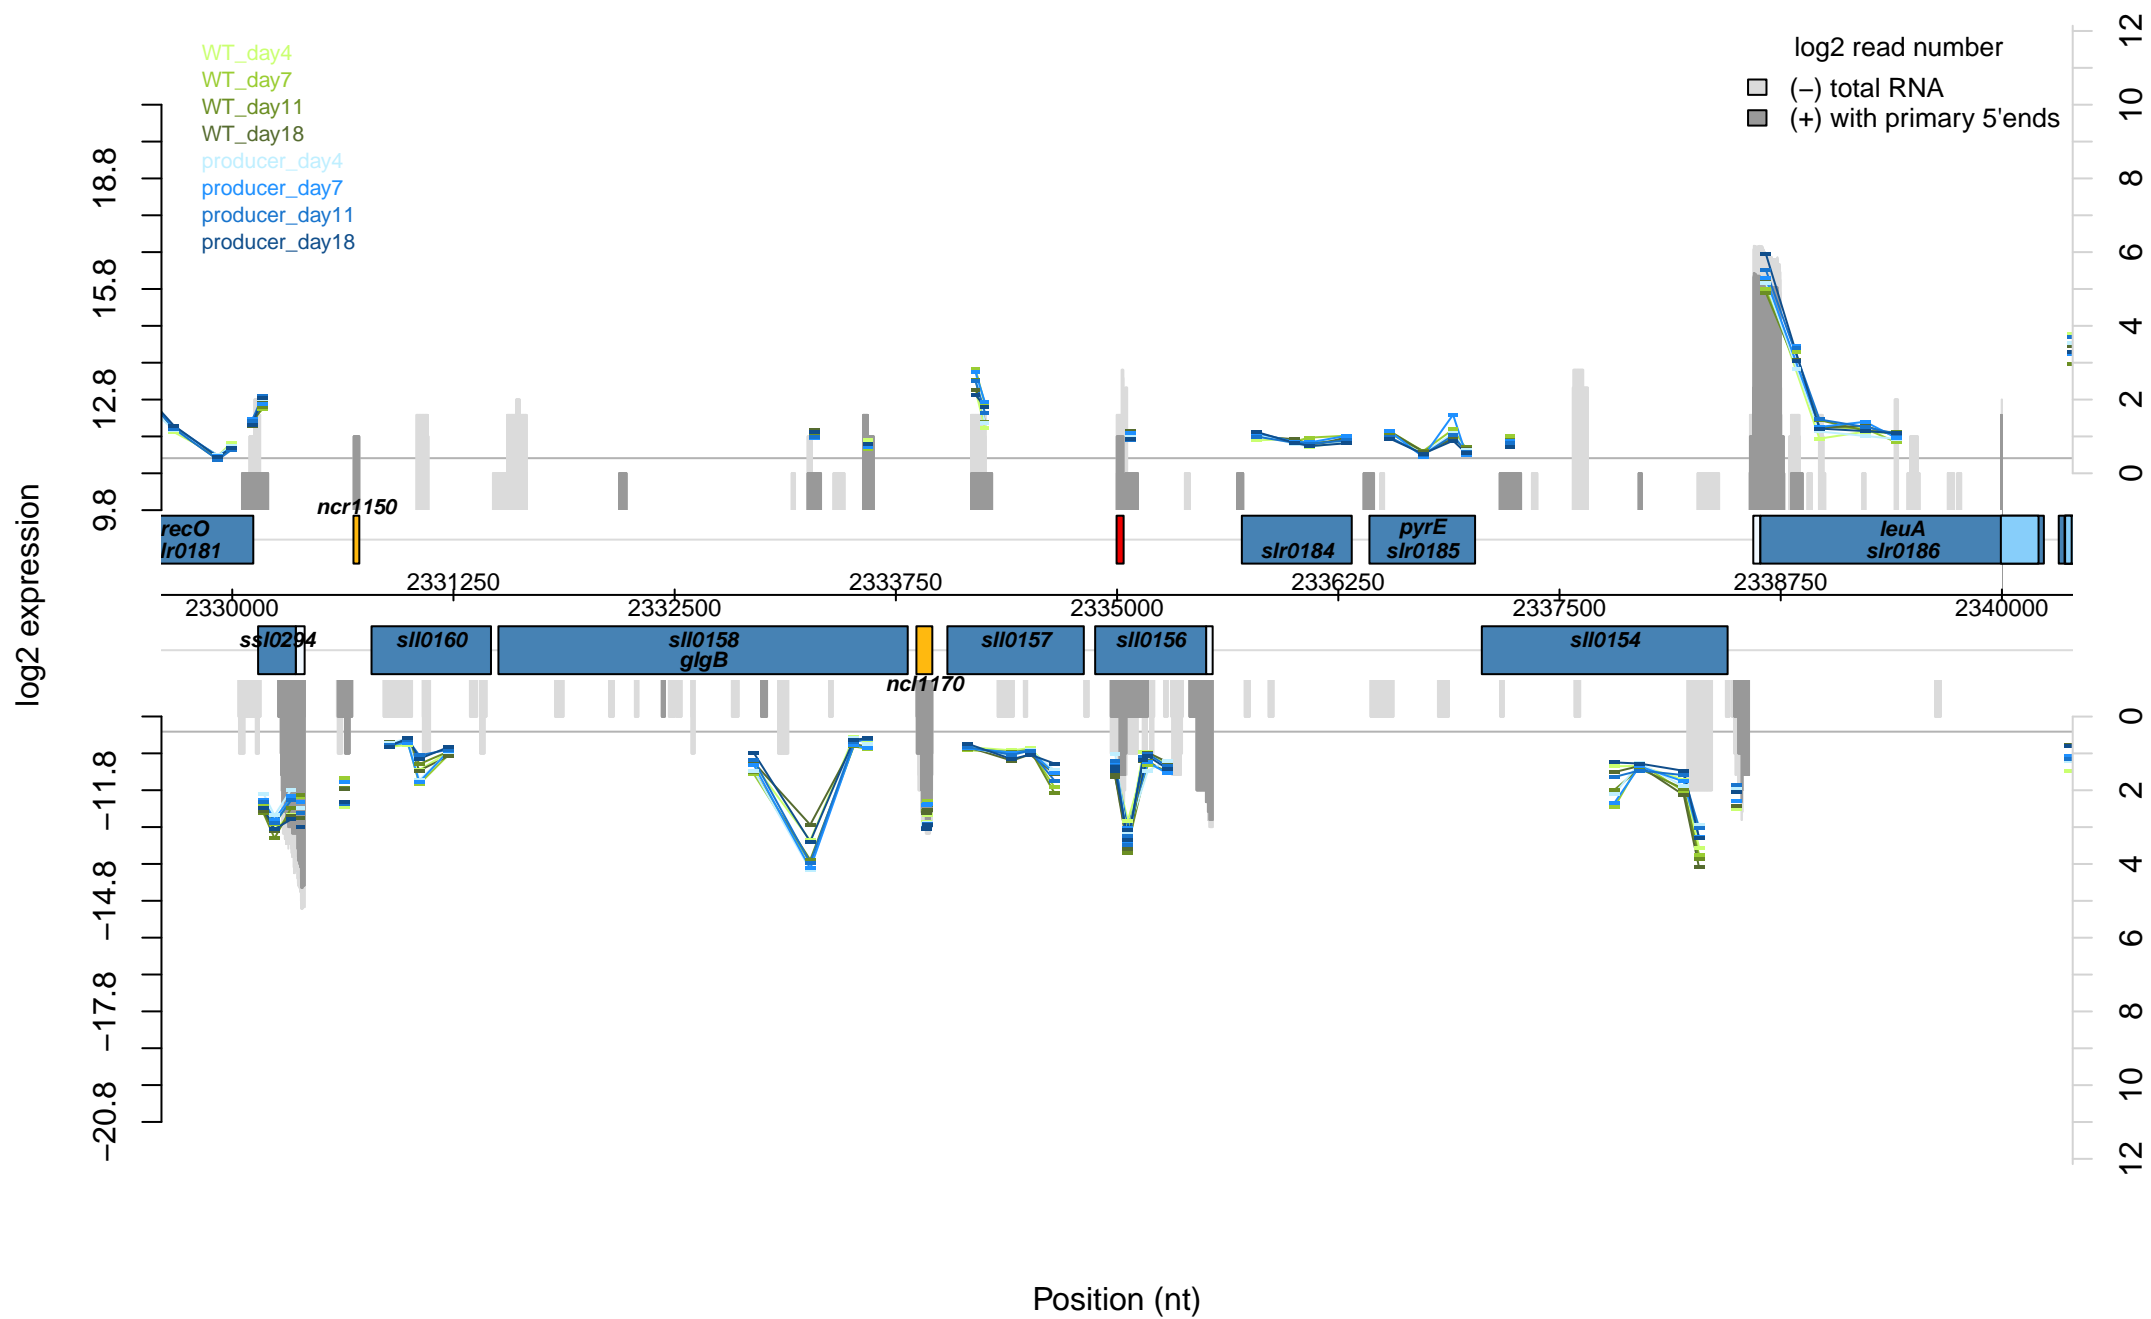 WT_day4
WT_day7
WT_day11
WT_day18
producer_day4
producer_day7
producer_day11
producer_day18
log2 read number
(−) total RNA
(+) with primary 5'ends
log2 expression
9.8 12.8 15.8 18.8
0 2 4 6 8 10 12
ncr1150
recO
lr0181
slr0184
pyrE
slr0185
leuA
slr0186
2331250 2333750 2336250 2338750
2330000 2332500 2335000 2337500 2340000
ssl0294
sll0160
sll0158
glgB
ncl1170
sll0157
sll0156
sll0154
−11.8 −14.8 −17.8 −20.8
0 2 4 6 8 10 12
Position (nt)